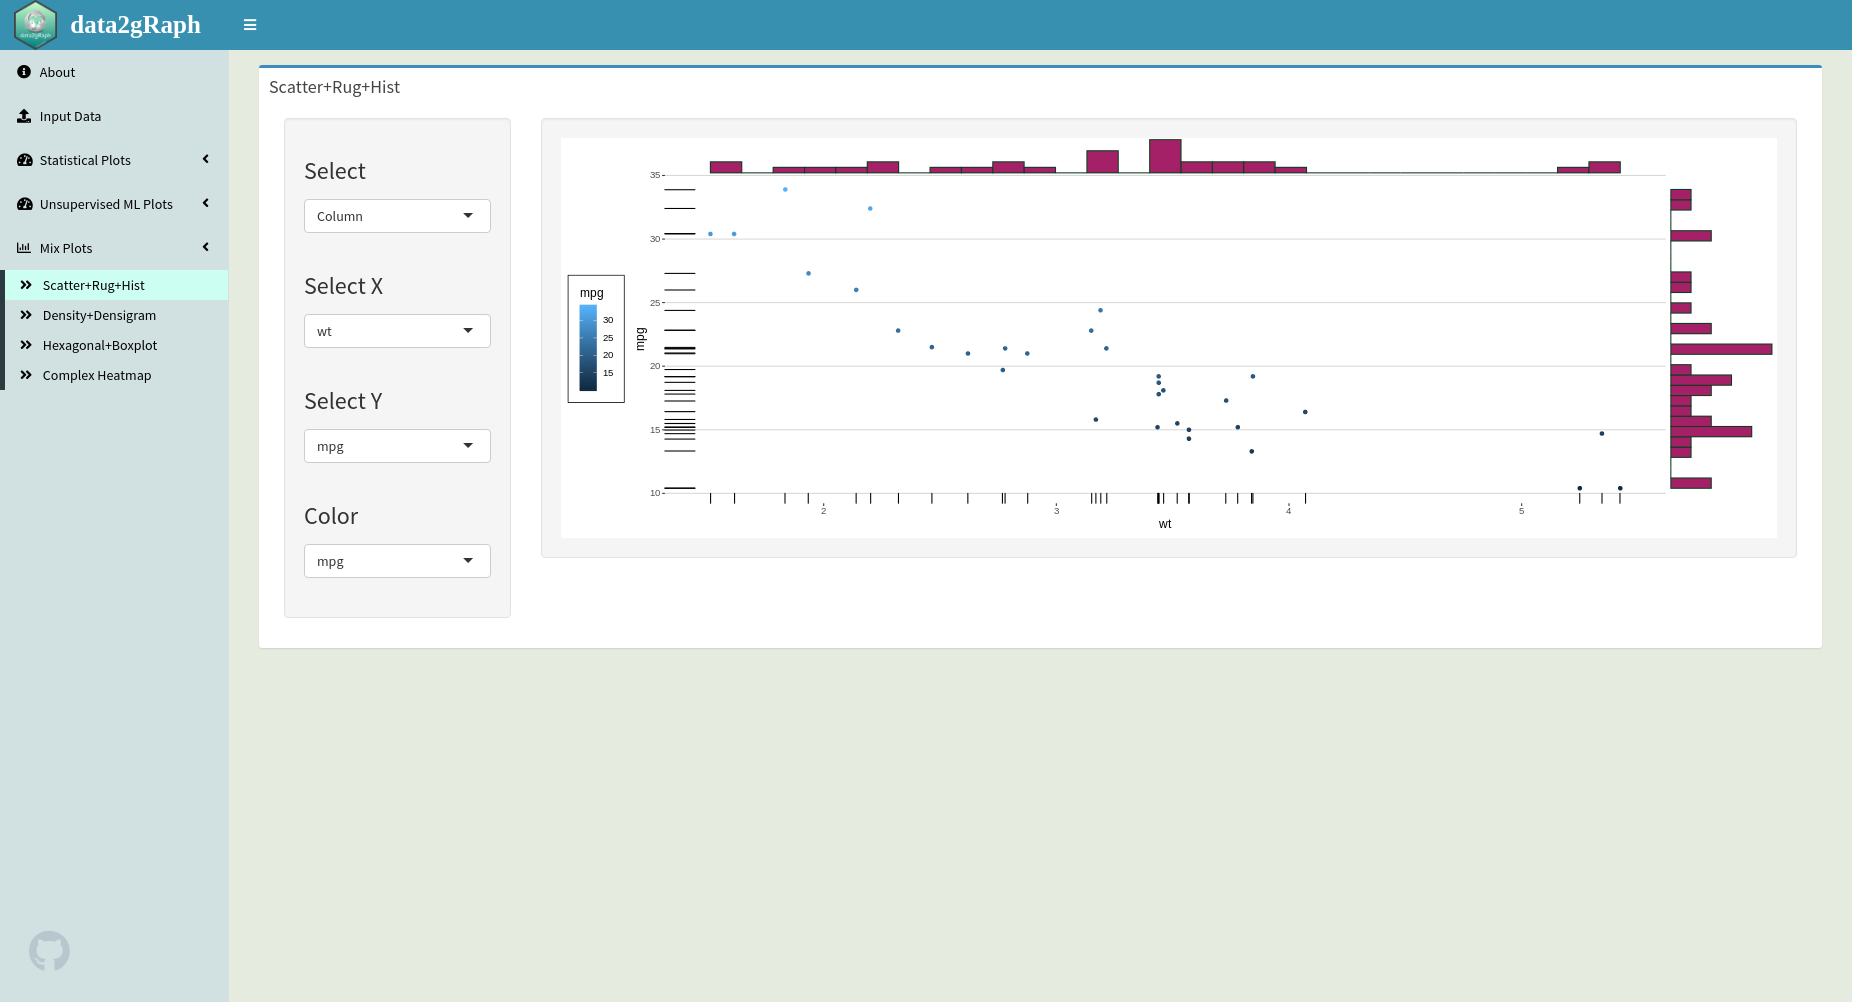 data2gRaph
About
Input Data
Statistical Plots
Unsupervised ML Plots
Mix Plots
Scatter+Rug+Hist
Density+Densigram
Hexagonal+Boxplot
Complex Heatmap
Scatter+Rug+Hist
Select
Column
Select X
wt
Select Y
mpg
Color
mpg
mpg
30
25
20
15
mpg
35
30
25
20
15
10
2 3 4 5
wt